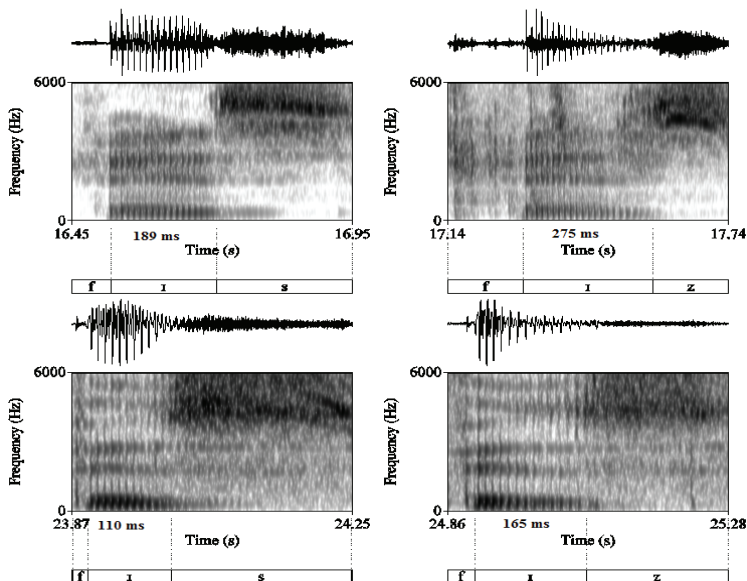 6000
Frequency (Hz)
0
16.45
189 ms
16.95
Time (s)
f
ɪ
s
6000
Frequency (Hz)
0
17.14
275 ms
17.74
Time (s)
f
ɪ
z
6000
Frequency (Hz)
0
23.87
110 ms
24.25
Time (s)
f
ɪ
s
6000
Frequency (Hz)
0
24.86
165 ms
25.28
Time (s)
f
ɪ
z